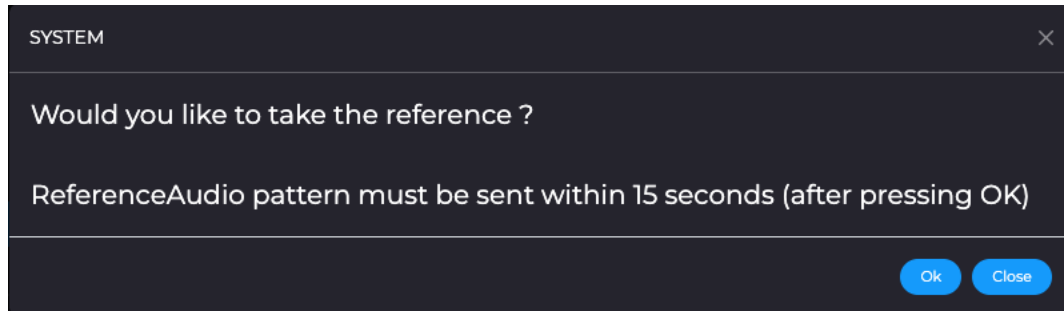 SYSTEM
Would you like to take the reference ?
ReferenceAudio pattern must be sent within 15 seconds (after pressing OK)
Ok Close